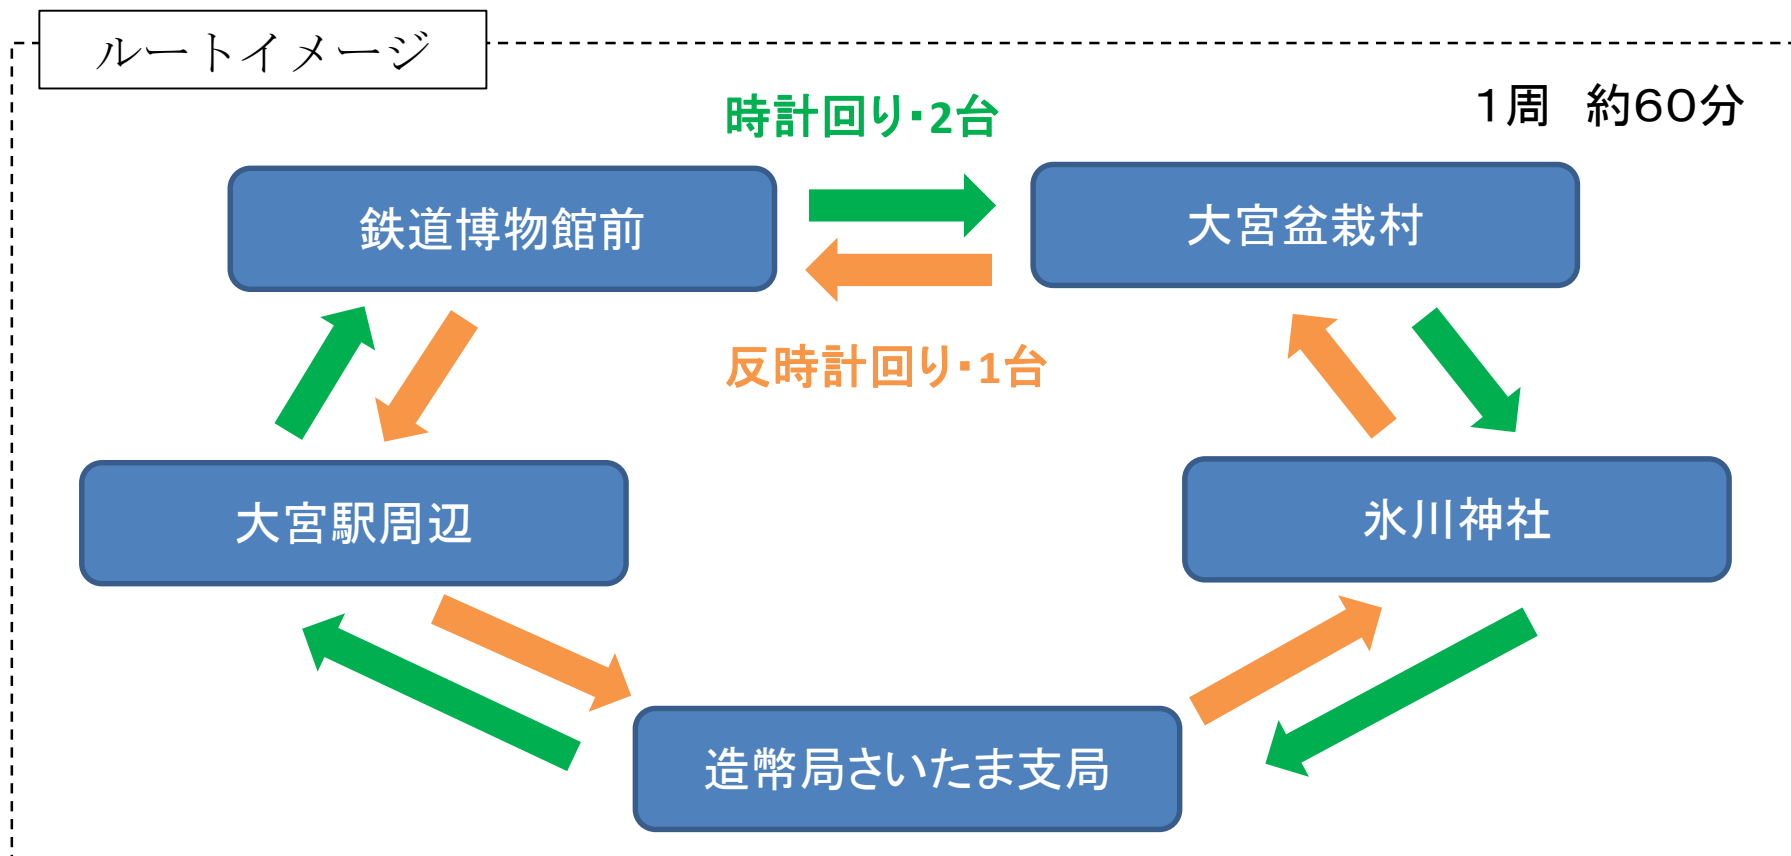 ルートイメージ
1周　約60分
時計回り・2台
鉄道博物館前
大宮盆栽村
反時計回り・1台
大宮駅周辺
氷川神社
造幣局さいたま支局